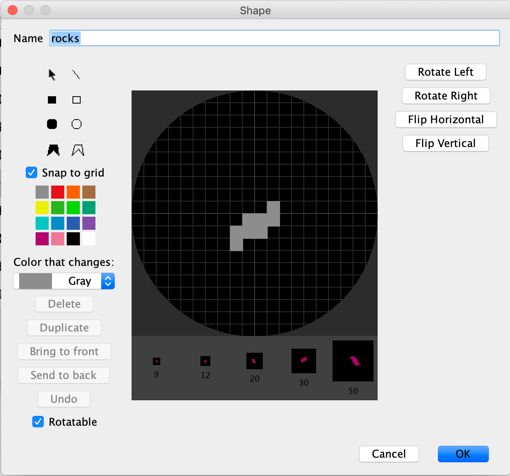 Shape
Name rocks
Rotate Left
Rotate Right
Flip Horizontal
Flip Vertical
Snap to grid
Color that changes:
Gray
Delete
Duplicate
Bring to front
Send to back
Undo
Rotatable
9 12 20 30 50
Cancel OK